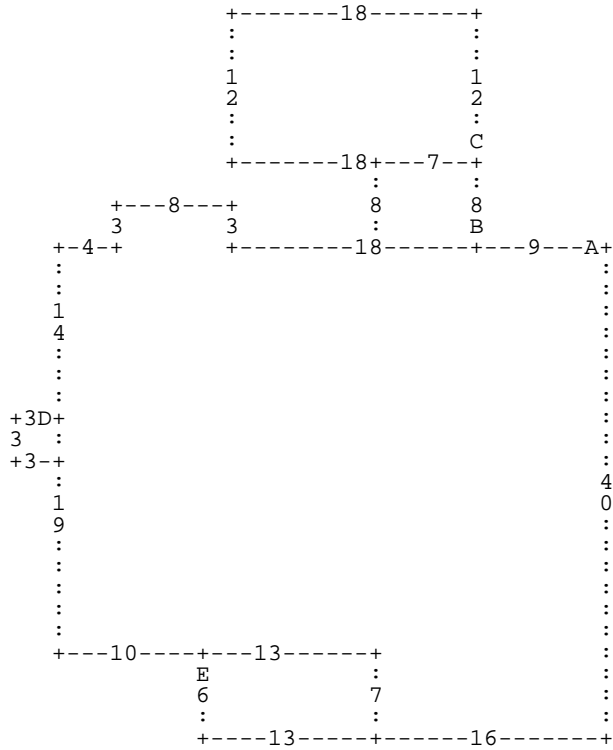 +-------18-------+
:                :
:                :
1                1
2                2
:                :
:                C
+-------18+---7--+
:         :
+---8---+         8        8
3       3         :        B
+-4-+       +--------18-------+---9---A+
:                                     :
:                                     :
1                                     :
4                                     :
:                                     :
:                                     :
:                                     :
+3D+                                     :
3  :                                     :
+3-+                                     :
:                                     4
1                                     0
9                                     :
:                                     :
:                                     :
:                                     :
:                                     :
:                                     :
+---10----+---13------+               :
E           :               :
6           7               :
:           :               :
+----13-----+------16-------+